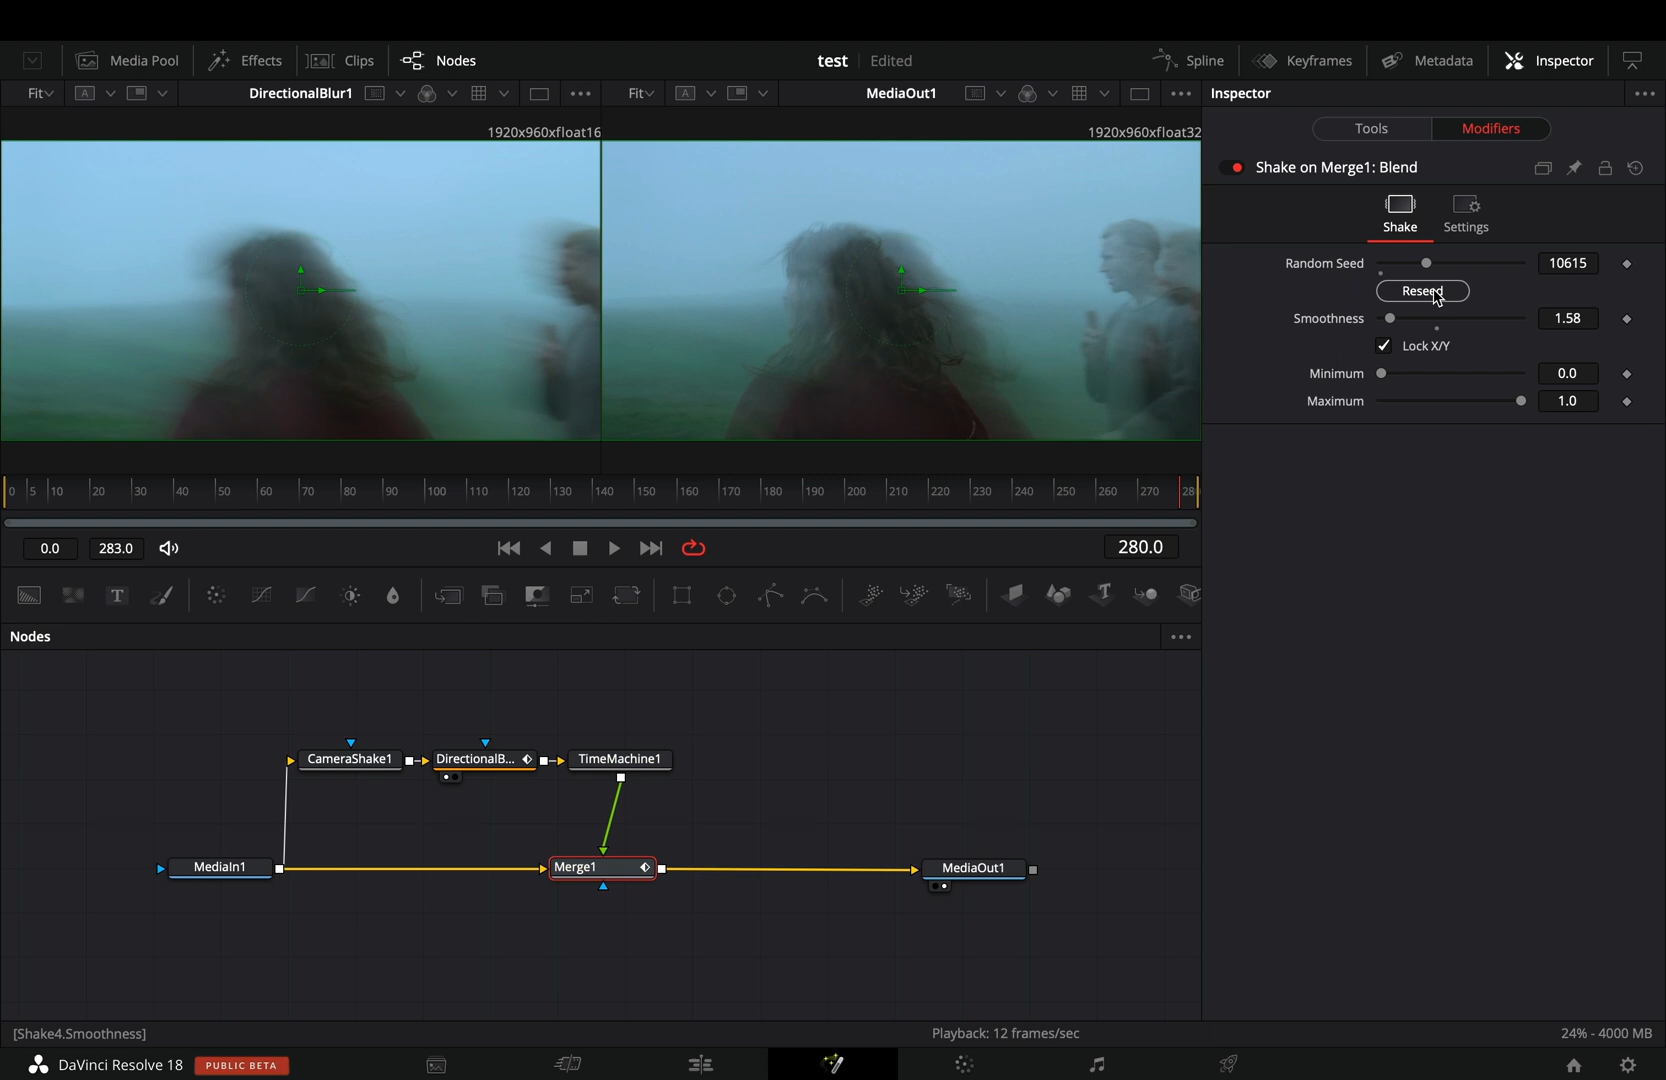 Media Pool Effects Clips Nodes test Edited Spline Keyframes Metadata Inspector
Fit A DirectionalBlur1 Fit A MediaOut1 Inspector
1920x960xfloat16 1920x960xfloat32
Tools Modifiers
Shake on Merge1: Blend
Shake Settings
Random Seed 10615
Reseed
Smoothness 1.58
Lock X/Y
Minimum 0.0
Maximum 1.0
0 5 10 20 30 40 50 60 70 80 90 100 110 120 130 140 150 160 170 180 190 200 210 220 230 240 250 260 270 28
0.0 283.0 280.0
T T
Nodes
CameraShake1 DirectionalB... TimeMachine1
MediaIn1 Merge1 MediaOut1
[Shake4.Smoothness] Playback: 12 frames/sec 24% - 4000 MB
DaVinci Resolve 18 PUBLIC BETA